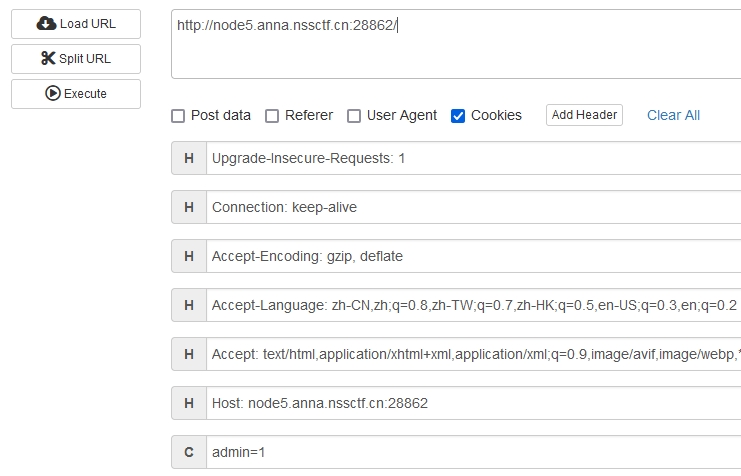 Load URL
http://node5.anna.nssctf.cn:28862/
Split URL
Execute
Post data Referer User Agent Cookies Add Header Clear All
H Upgrade-Insecure-Requests: 1
H Connection: keep-alive
H Accept-Encoding: gzip, deflate
H Accept-Language: zh-CN,zh;q=0.8,zh-TW;q=0.7,zh-HK;q=0.5,en-US;q=0.3,en;q=0.2
H Accept: text/html,application/xhtml+xml,application/xml;q=0.9,image/avif,image/webp,*
H Host: node5.anna.nssctf.cn:28862
C admin=1